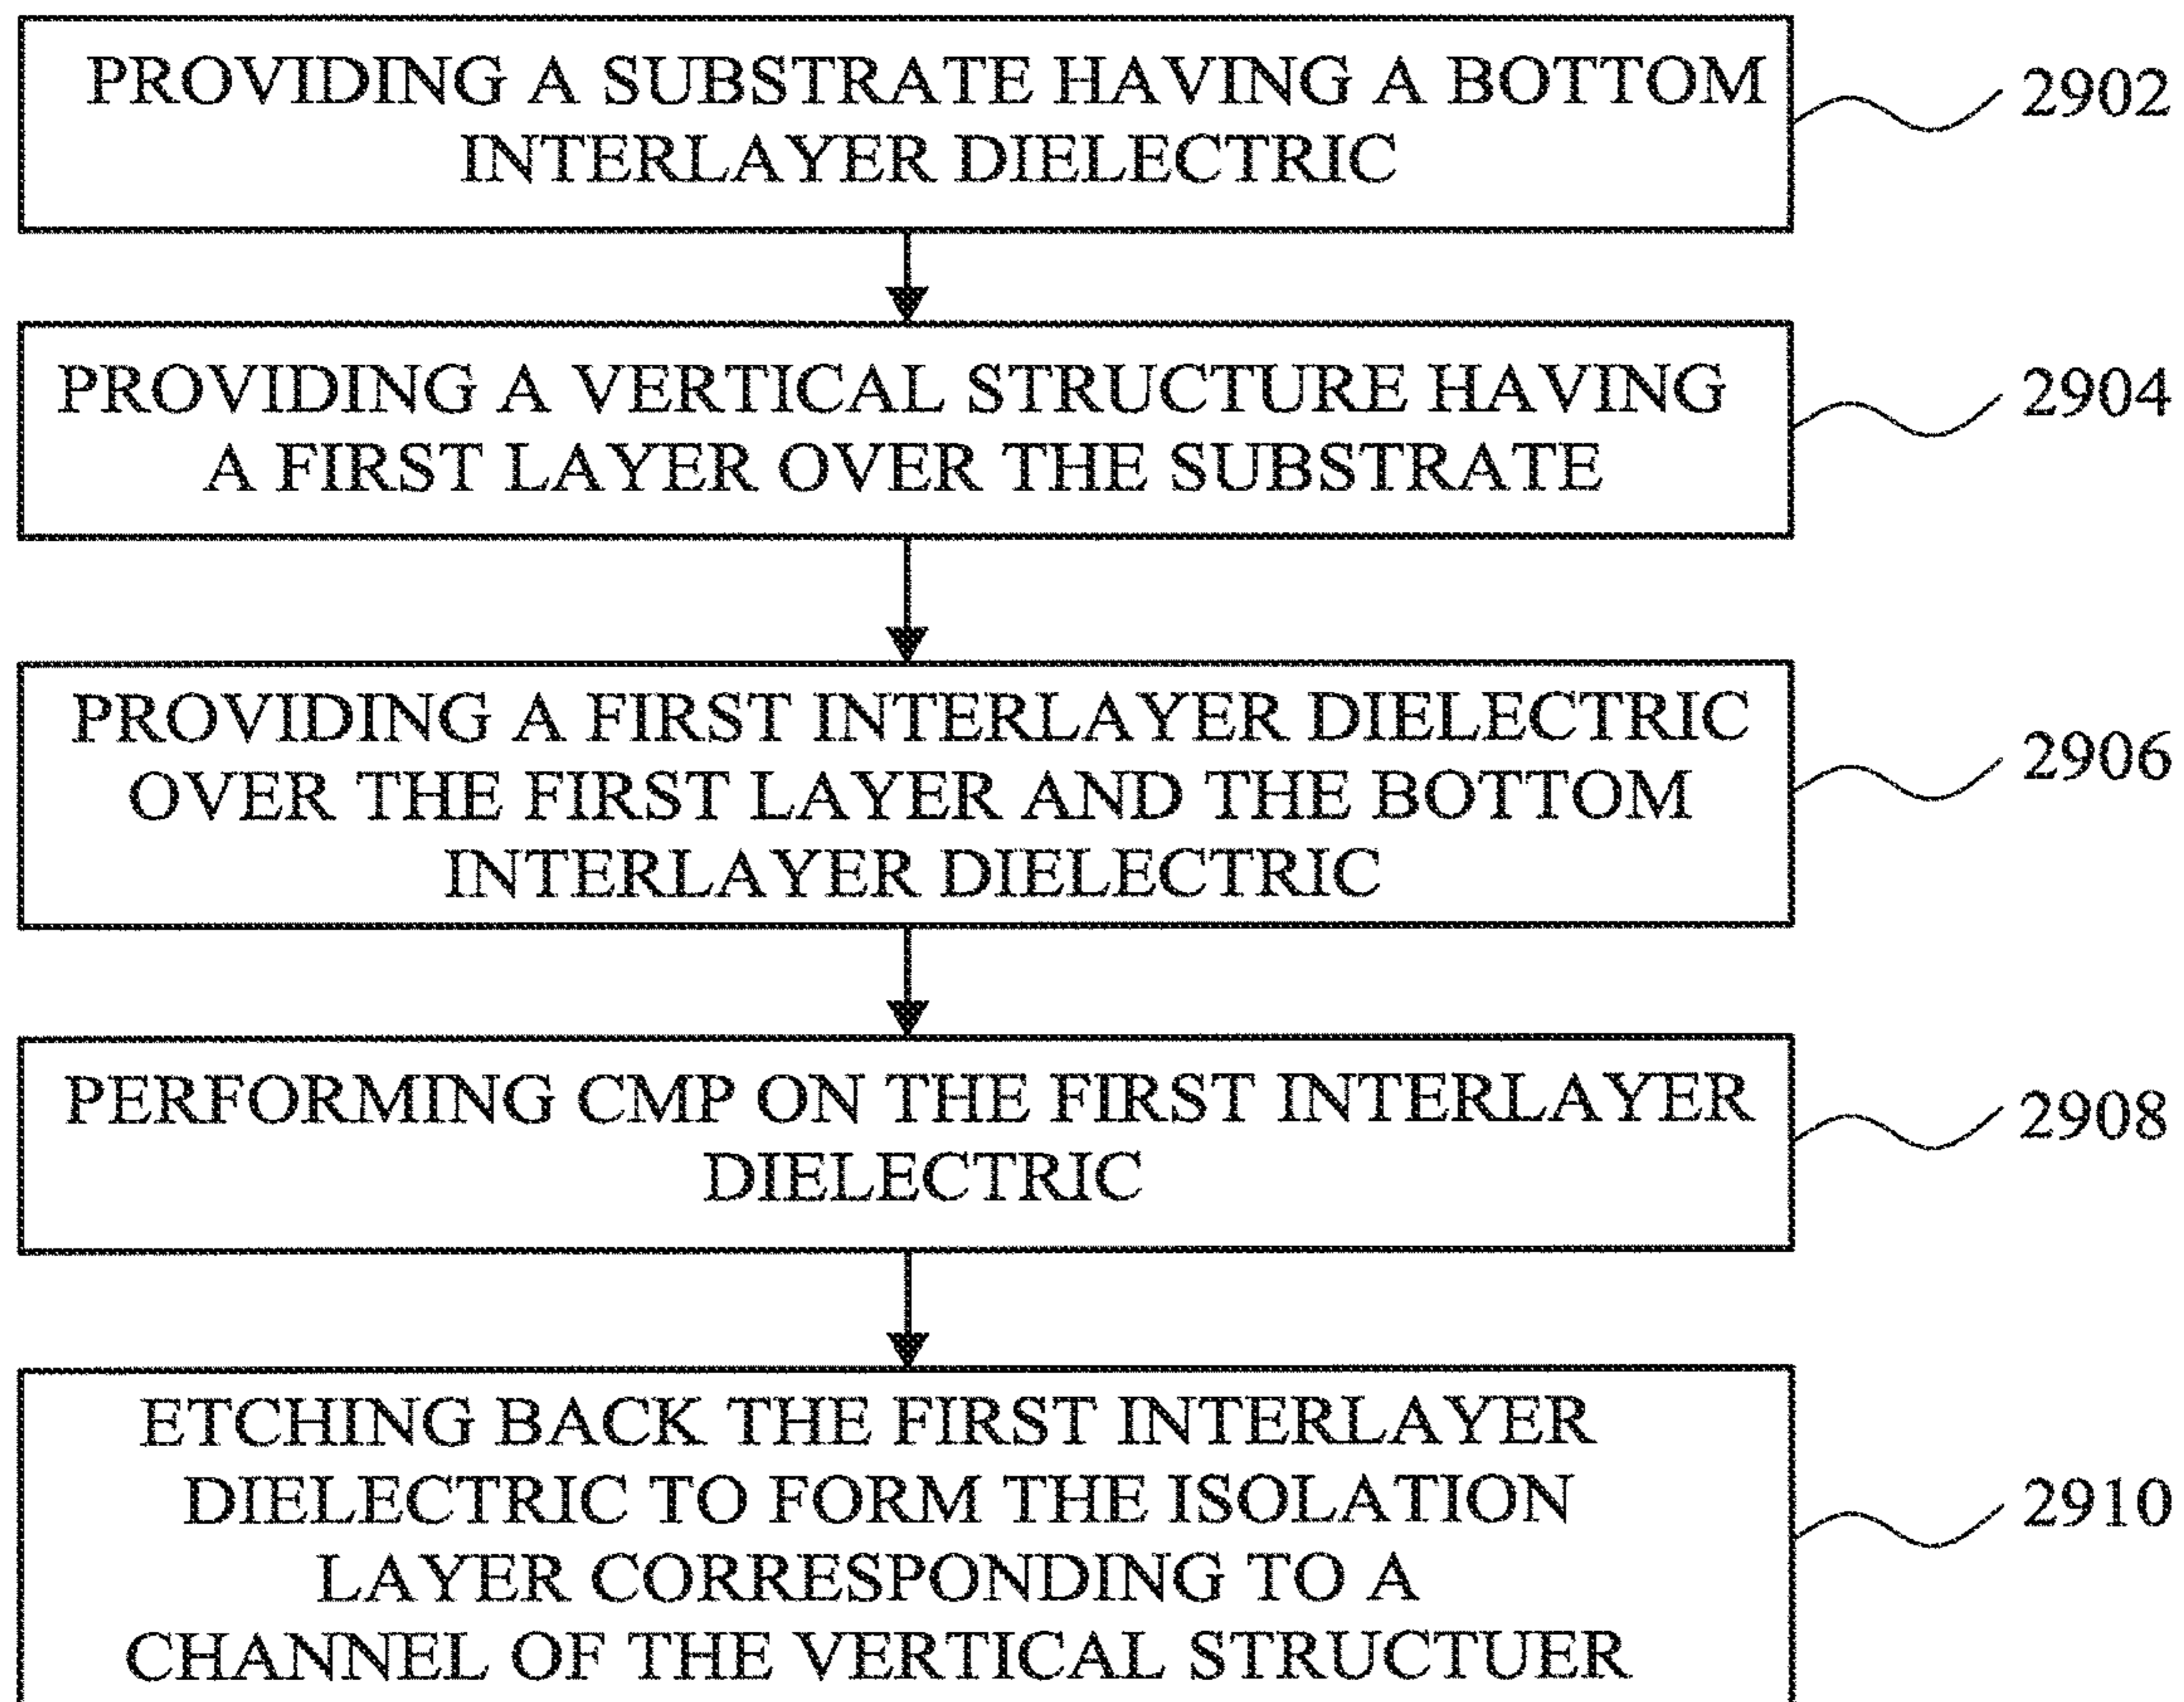 PROVIDING A SUBSTRATE HAVING A BOTTOM
INTERLAYER DIELECTRIC
2902
PROVIDING A VERTICAL STRUCTURE HAVING
A FIRST LAYER OVER THE SUBSTRATE
2904
PROVIDING A FIRST INTERLAYER DIELECTRIC
OVER THE FIRST LAYER AND THE BOTTOM
INTERLAYER DIELECTRIC
2906
PERFORMING CMP ON THE FIRST INTERLAYER
DIELECTRIC
2908
ETCHING BACK THE FIRST INTERLAYER
DIELECTRIC TO FORM THE ISOLATION
LAYER CORRESPONDING TO A
CHANNEL OF THE VERTICAL STRUCTUER
2910